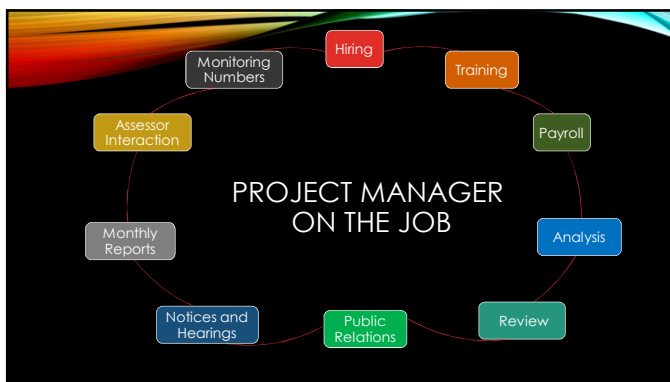 Hiring
Training
Payroll
Analysis
Review
Public
Relations
Notices and
Hearings
Monthly
Reports
Assessor
Interaction
Monitoring
Numbers
PROJECT MANAGER
ON THE JOB